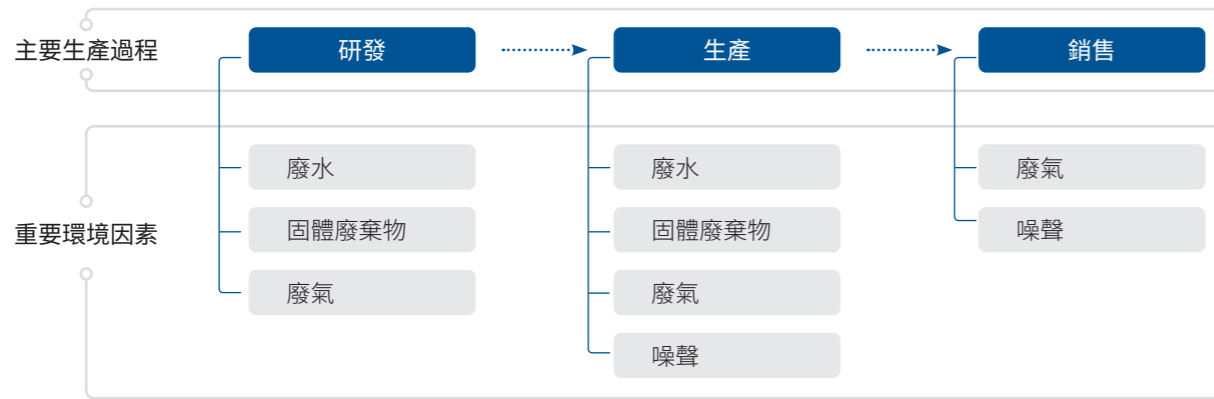 主要生產過程
研發
生產
銷售
重要環境因素
廢水
固體廢棄物
廢氣
廢水
固體廢棄物
廢氣
噪聲
廢氣
噪聲